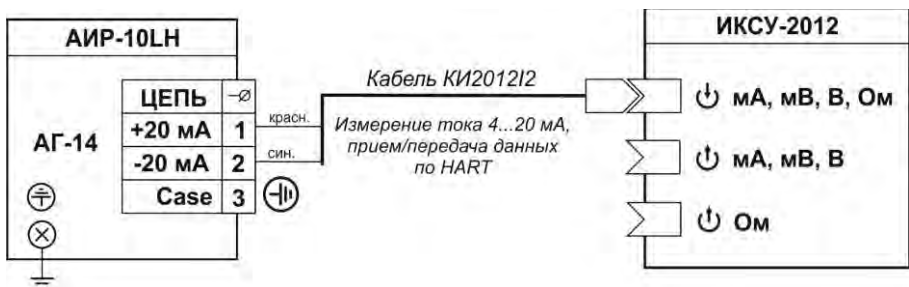 АИР-10LH
ИКСУ-2012
АГ-14
ЦЕПЬ
+20 мА 1
-20 мА 2
Case 3
красн.
син.
Кабель КИ2012I2
Измерение тока 4...20 мА,
прием/передача данных
по HART
мА, мВ, В, Ом
мА, мВ, В
Ом